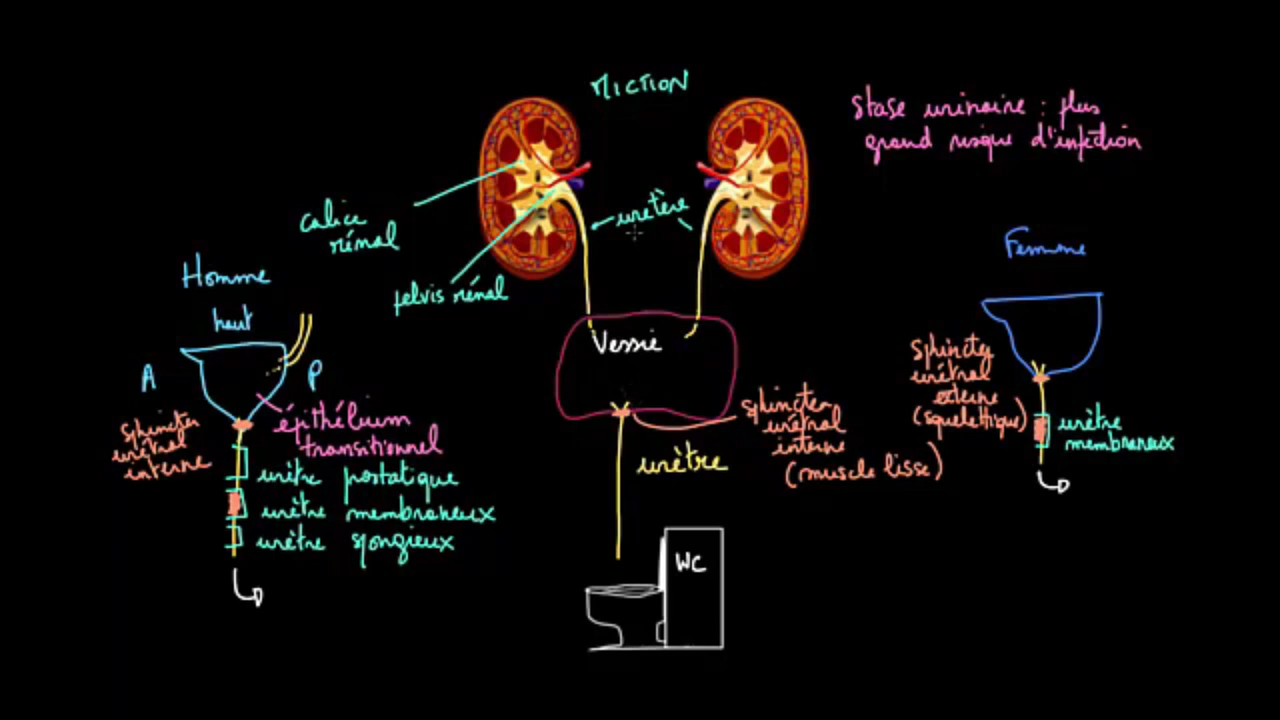 MICTION
stase urinaire : plus
grand risque d'infection
calice
rénal
uretère
pelvis rénal
Homme
haut
A
P
sphincter
urétral
interne
épithélium
transitionnel
urètre postatique
urètre membraneux
urètre spongieux
Vessie
sphincter
urétral
interne
(muscle lisse)
urètre
WC
Femme
sphincter
urétral
externe
(squelettique)
urètre
membraneux